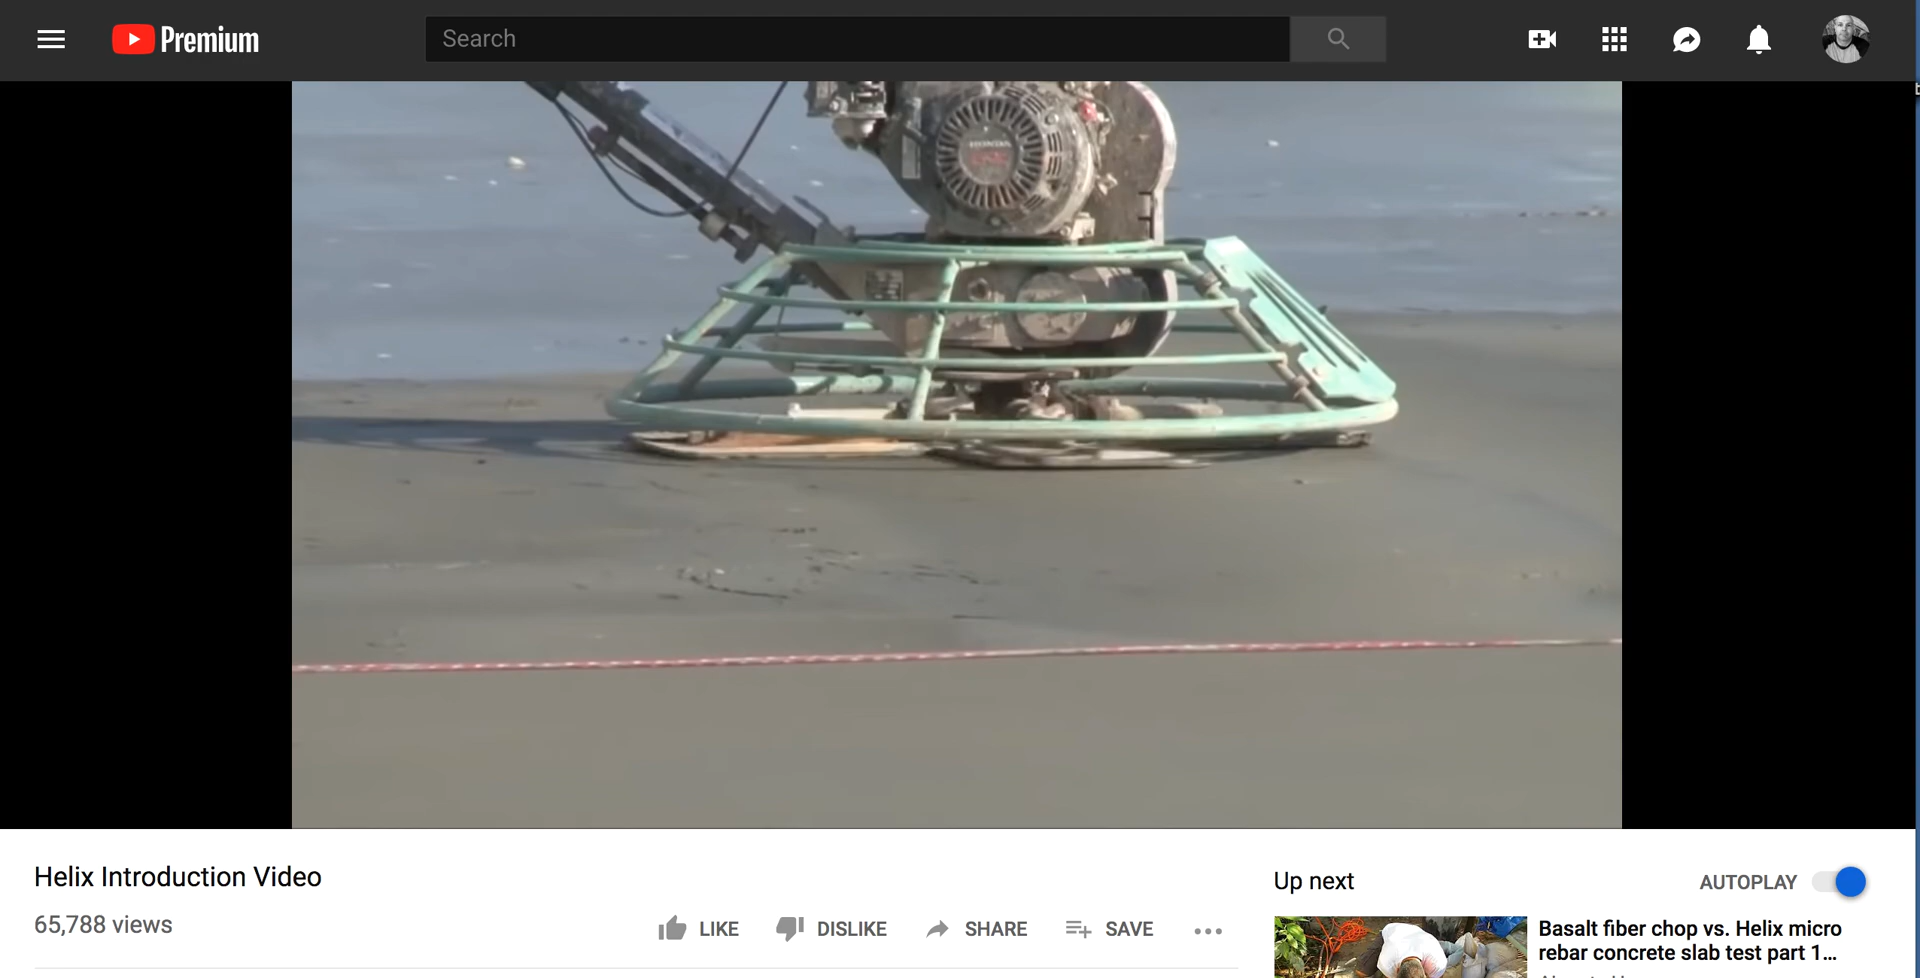 Premium
Search
HONDA
Helix Introduction Video
65,788 views
LIKE
DISLIKE
SHARE
SAVE
Up next
AUTOPLAY
Basalt fiber chop vs. Helix micro
rebar concrete slab test part 1...